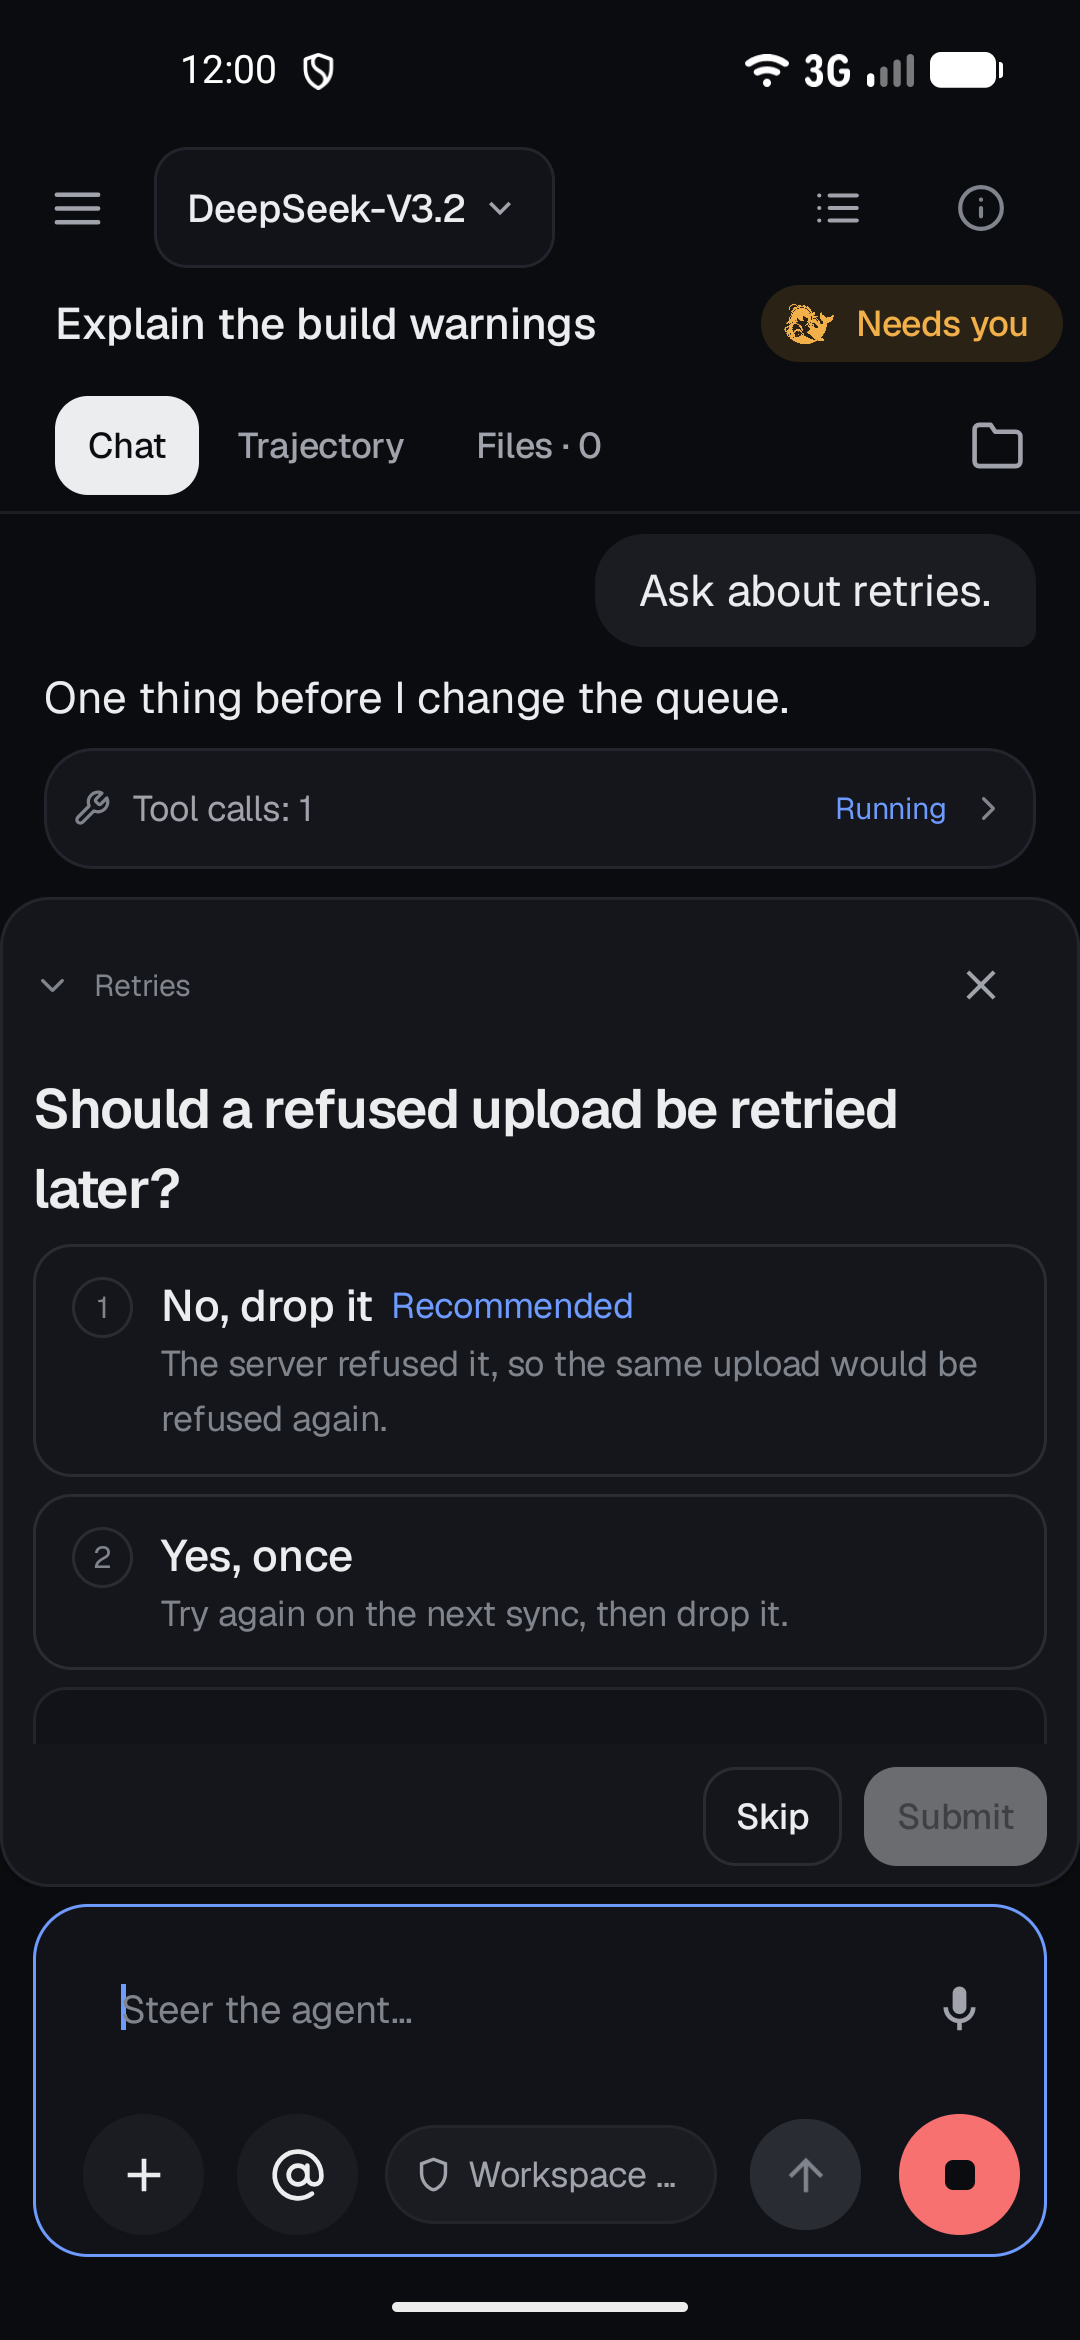 12:00
3G
DeepSeek-V3.2
Explain the build warnings
Needs you
Chat
Trajectory
Files · 0
Ask about retries.
One thing before I change the queue.
Tool calls: 1
Running
Retries
Should a refused upload be retried
later?
1
No, drop it Recommended
The server refused it, so the same upload would be
refused again.
2
Yes, once
Try again on the next sync, then drop it.
Skip
Submit
Steer the agent...
@
Workspace ...